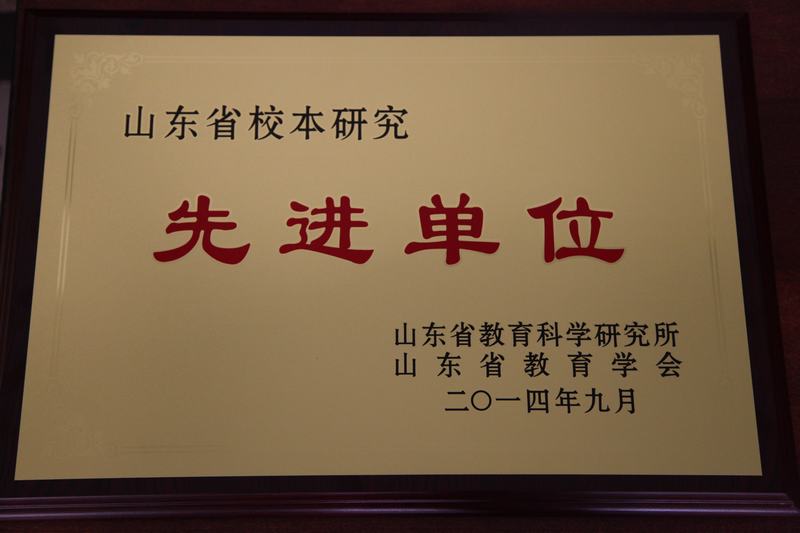 山东省校本研究
先进单位
山东省教育科学研究所
山东省教育学会
二〇一四年九月